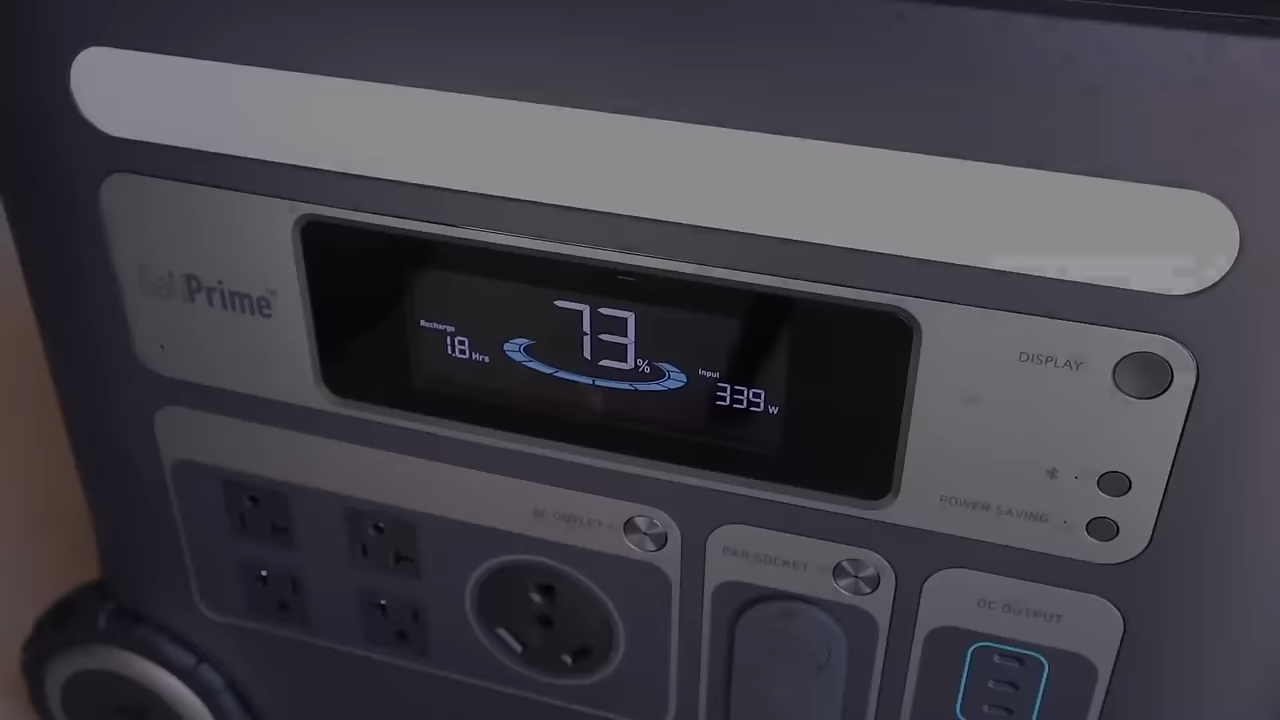 Prime
73
%
Recharge
1.8 Hrs
Input
339 W
DISPLAY
POWER SAVING
AC OUTLET
CAR SOCKET
DC OUTPUT